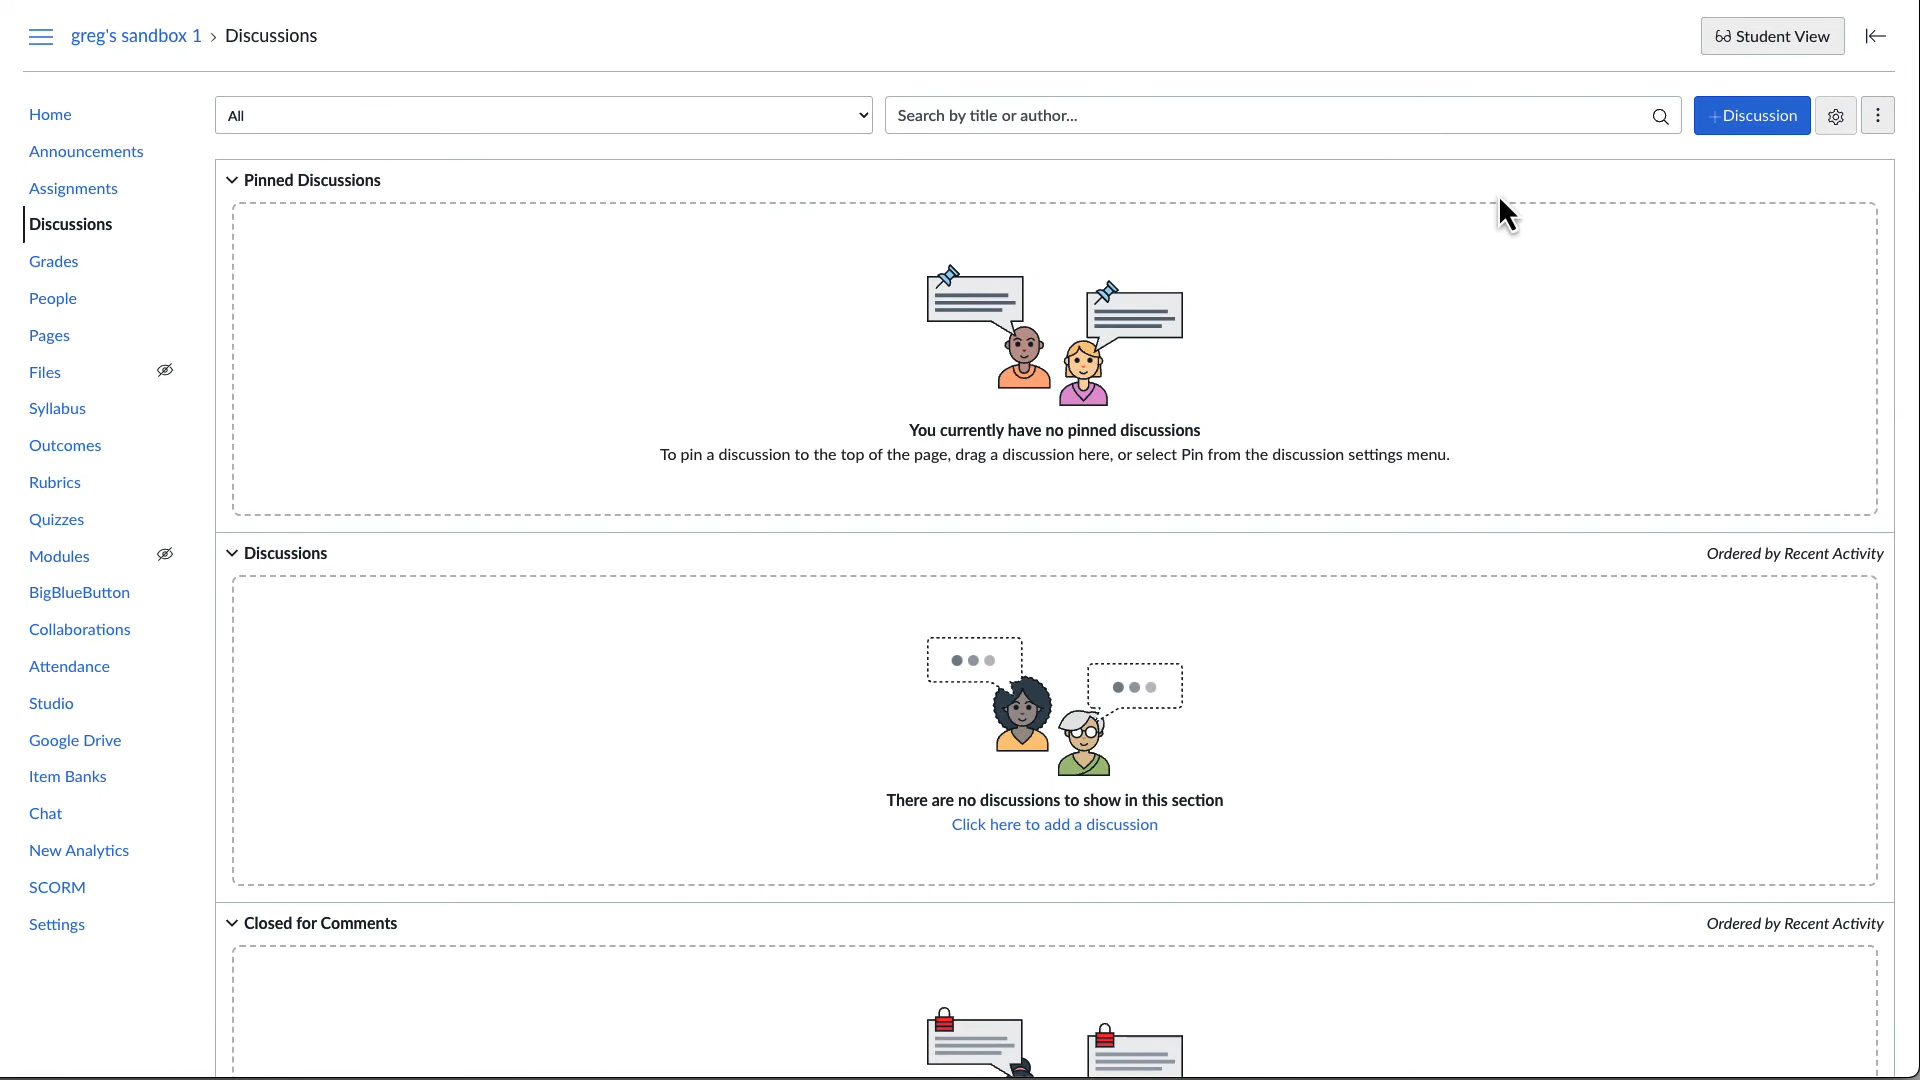 greg's sandbox 1 › Discussions
Student View
Home
Announcements
Assignments
Discussions
Grades
People
Pages
Files
Syllabus
Outcomes
Rubrics
Quizzes
Modules
BigBlueButton
Collaborations
Attendance
Studio
Google Drive
Item Banks
Chat
New Analytics
SCORM
Settings
All
Search by title or author...
+Discussion
Pinned Discussions
You currently have no pinned discussions
To pin a discussion to the top of the page, drag a discussion here, or select Pin from the discussion settings menu.
Discussions
Ordered by Recent Activity
There are no discussions to show in this section
Click here to add a discussion
Closed for Comments
Ordered by Recent Activity